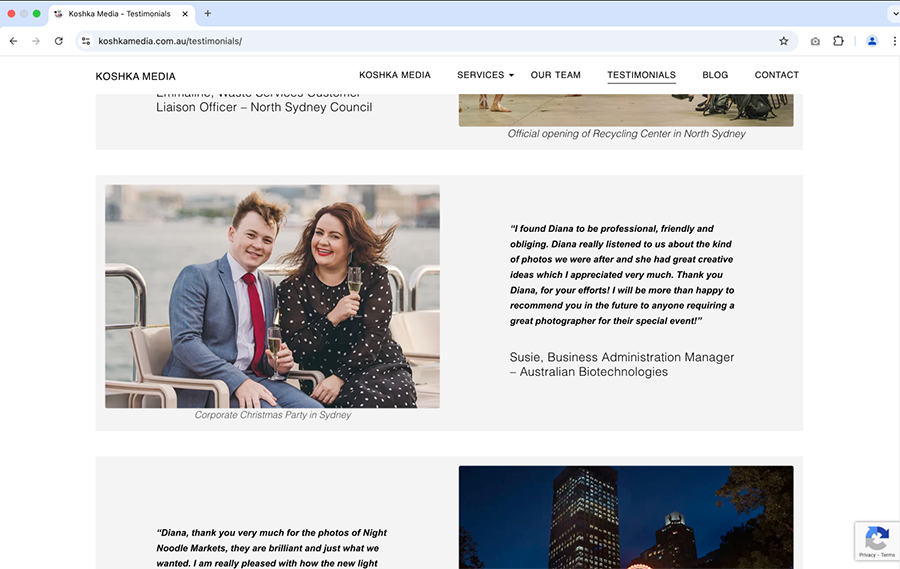 Koshka Media - Testimonials
koshkamedia.com.au/testimonials/
KOSHKA MEDIA
KOSHKA MEDIA SERVICES OUR TEAM TESTIMONIALS BLOG CONTACT
Emmaline, Waste Services Customer
Liaison Officer – North Sydney Council
Official opening of Recycling Center in North Sydney
“I found Diana to be professional, friendly and
obliging. Diana really listened to us about the kind
of photos we were after and she had great creative
ideas which I appreciated very much. Thank you
Diana, for your efforts! I will be more than happy to
recommend you in the future to anyone requiring a
great photographer for their special event!”
Susie, Business Administration Manager
– Australian Biotechnologies
Corporate Christmas Party in Sydney
“Diana, thank you very much for the photos of Night
Noodle Markets, they are brilliant and just what we
wanted. I am really pleased with how the new light
Privacy - Terms